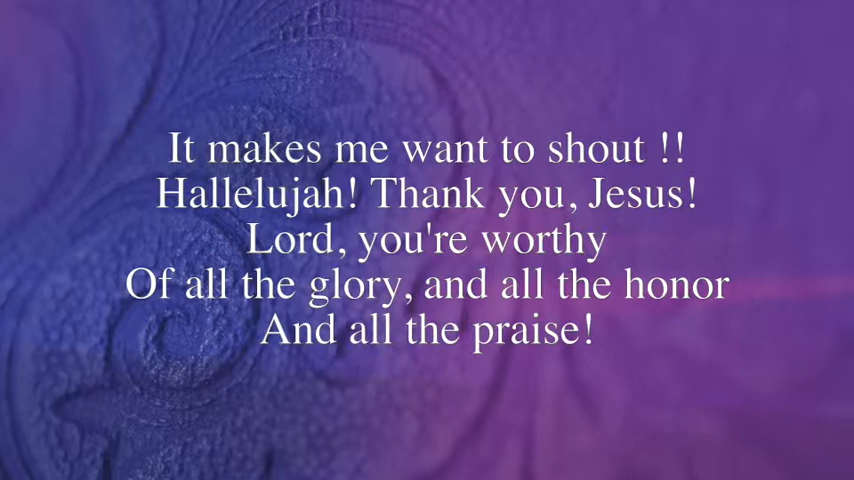 It makes me want to shout !!
Hallelujah! Thank you, Jesus!
Lord, you're worthy
Of all the glory, and all the honor
And all the praise!